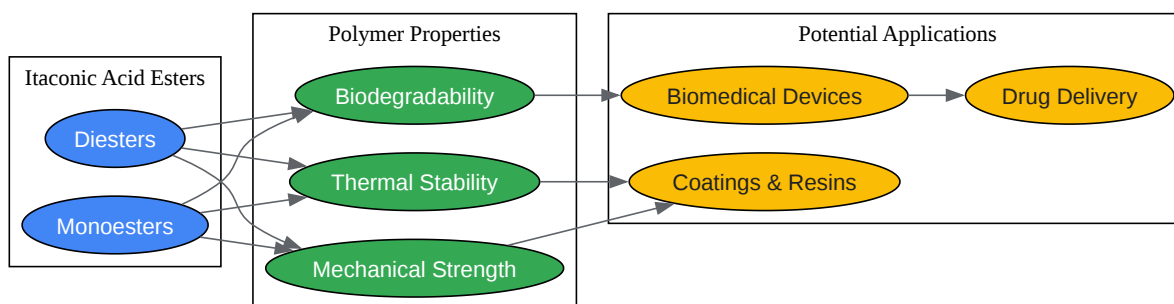 Itaconic Acid Esters
Diesters
Monoesters
Polymer Properties
Biodegradability
Thermal Stability
Mechanical Strength
Potential Applications
Biomedical Devices
Drug Delivery
Coatings & Resins